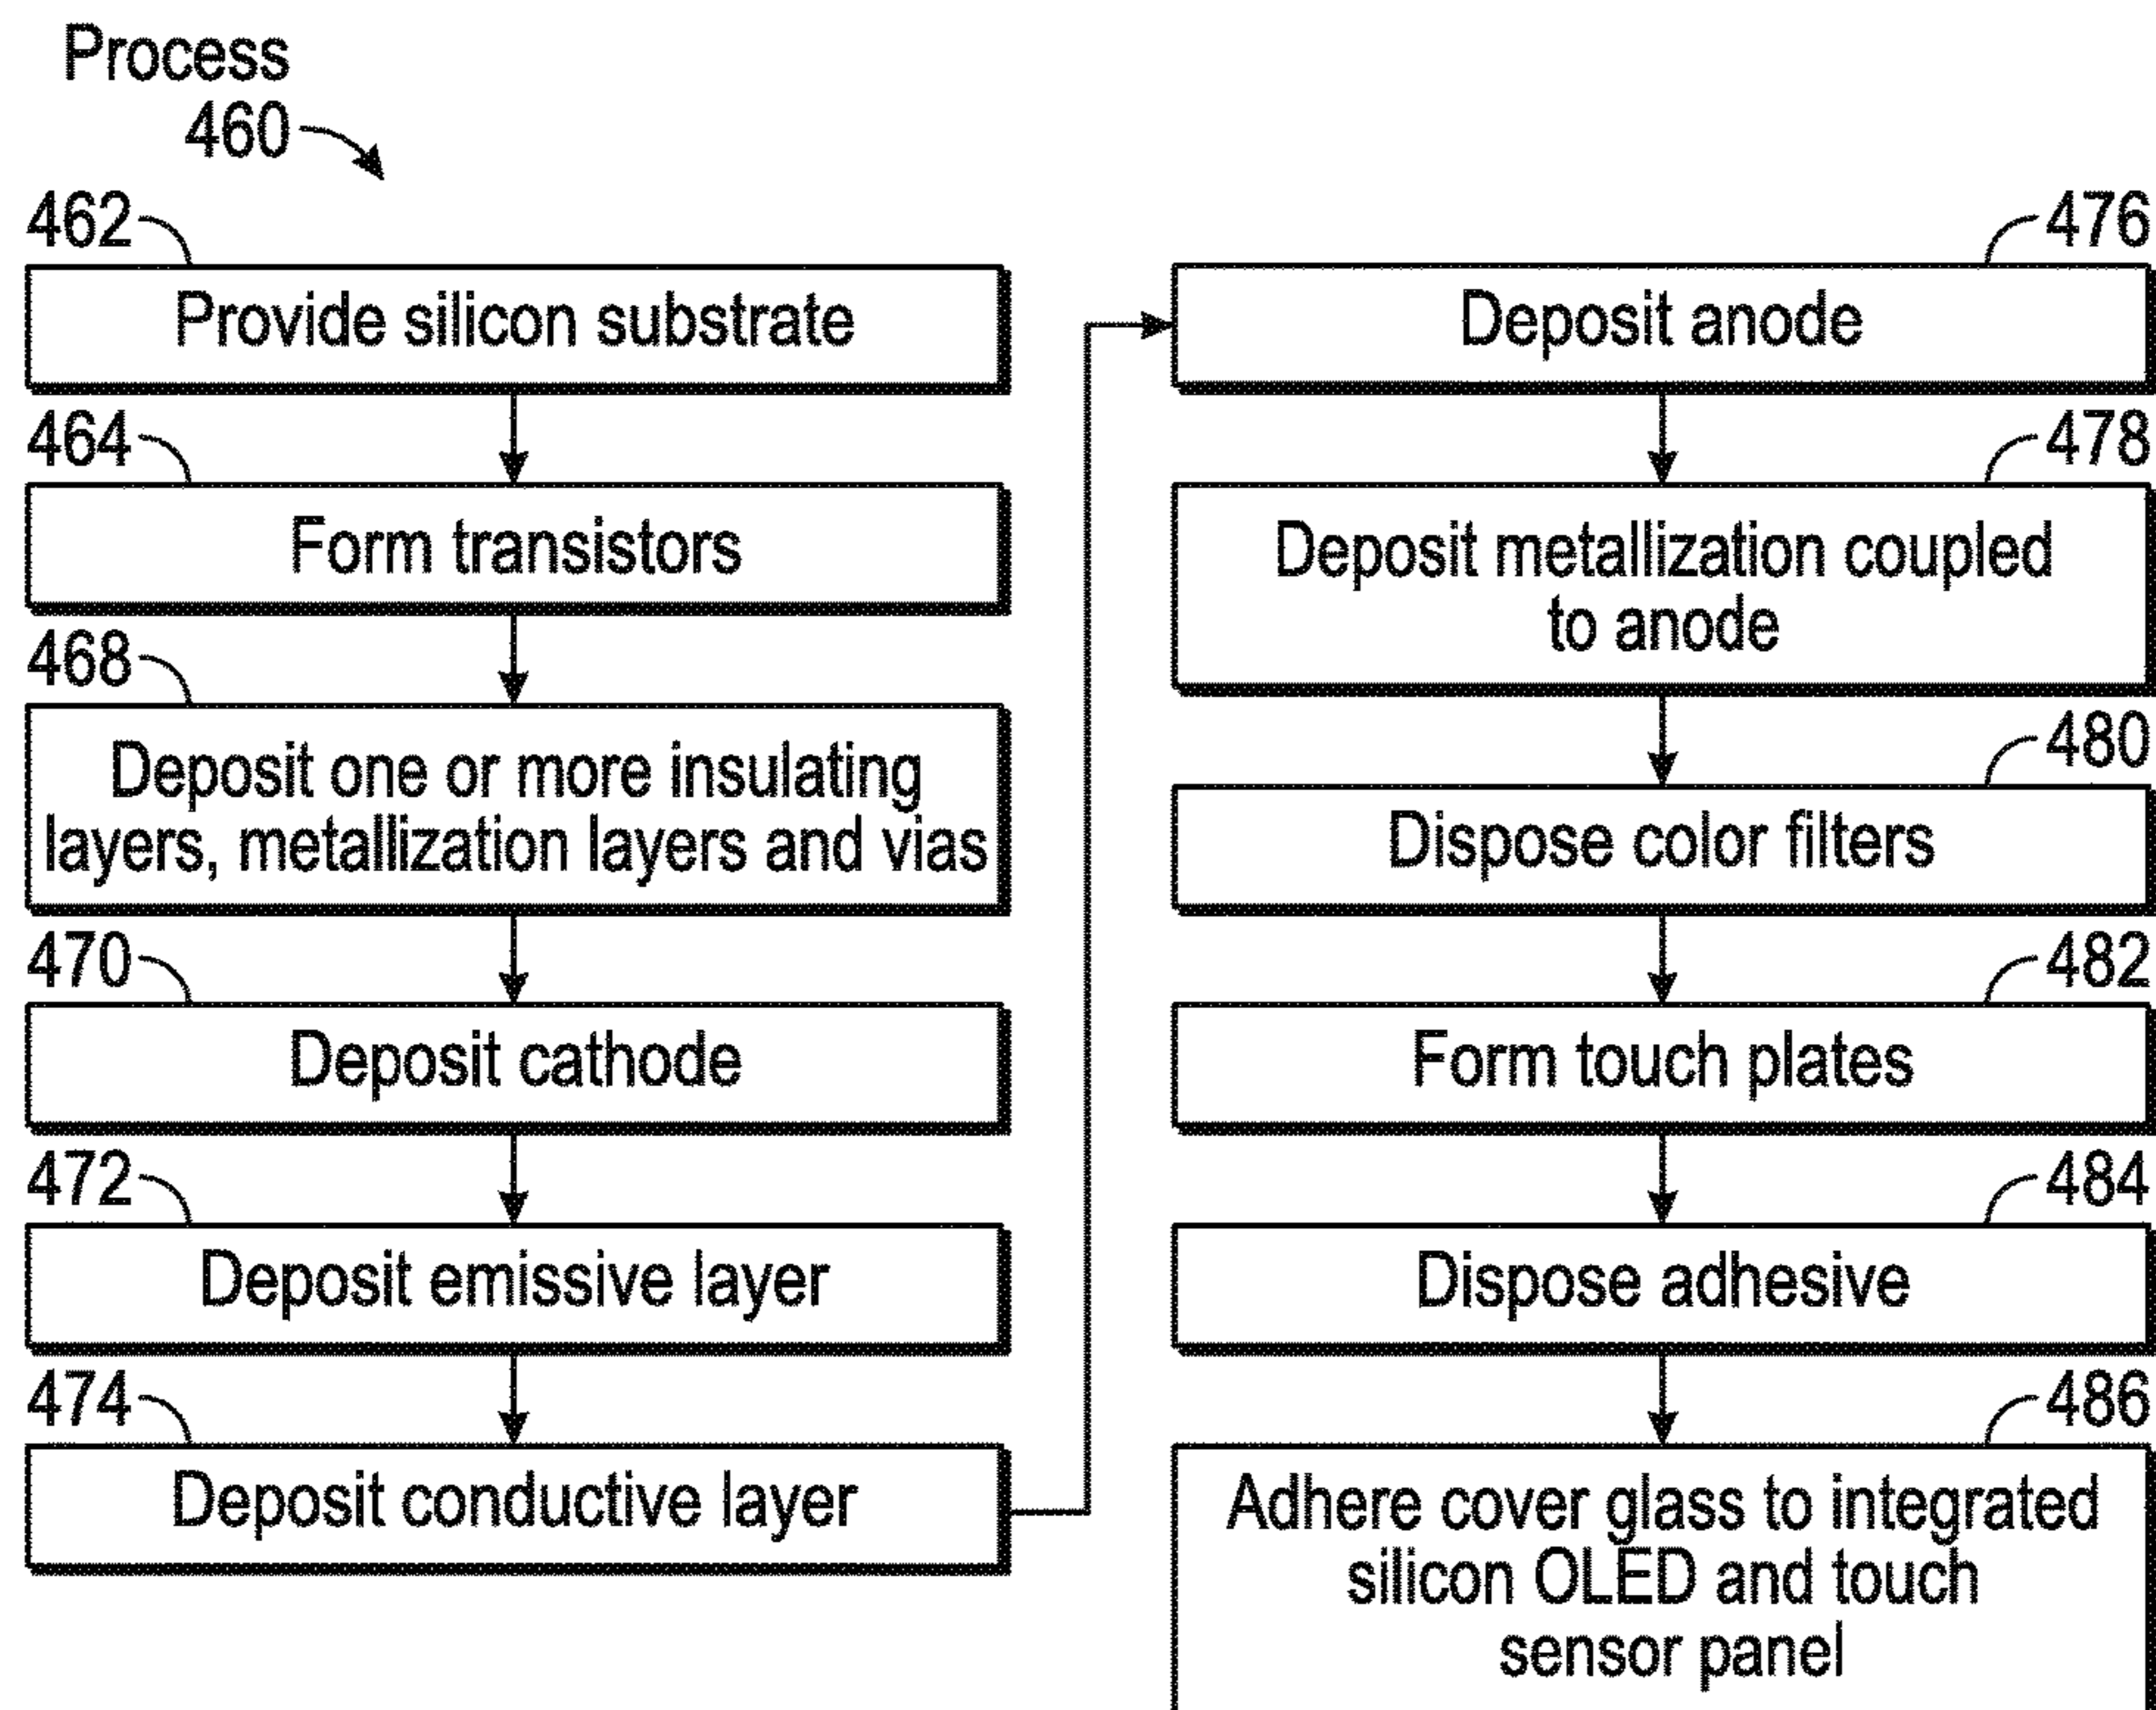 Process
460
462
Provide silicon substrate
464
Form transistors
468
Deposit one or more insulating
layers, metallization layers and vias
470
Deposit cathode
472
Deposit emissive layer
474
Deposit conductive layer
476
Deposit anode
478
Deposit metallization coupled
to anode
480
Dispose color filters
482
Form touch plates
484
Dispose adhesive
486
Adhere cover glass to integrated
silicon OLED and touch
sensor panel